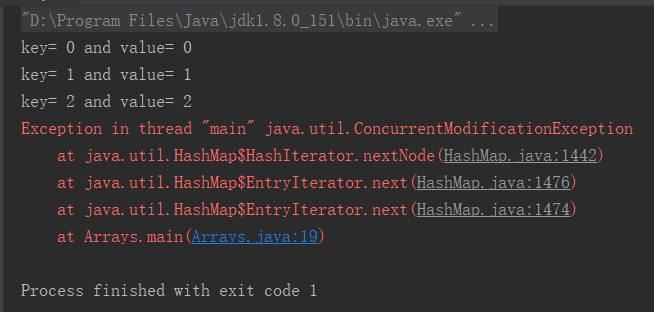 "D:\Program Files\Java\jdk1.8.0_151\bin\java.exe" ...
key= 0 and value= 0
key= 1 and value= 1
key= 2 and value= 2
Exception in thread "main" java.util.ConcurrentModificationException
at java.util.HashMap$HashIterator.nextNode(HashMap.java:1442)
at java.util.HashMap$EntryIterator.next(HashMap.java:1476)
at java.util.HashMap$EntryIterator.next(HashMap.java:1474)
at Arrays.main(Arrays.java:19)
Process finished with exit code 1